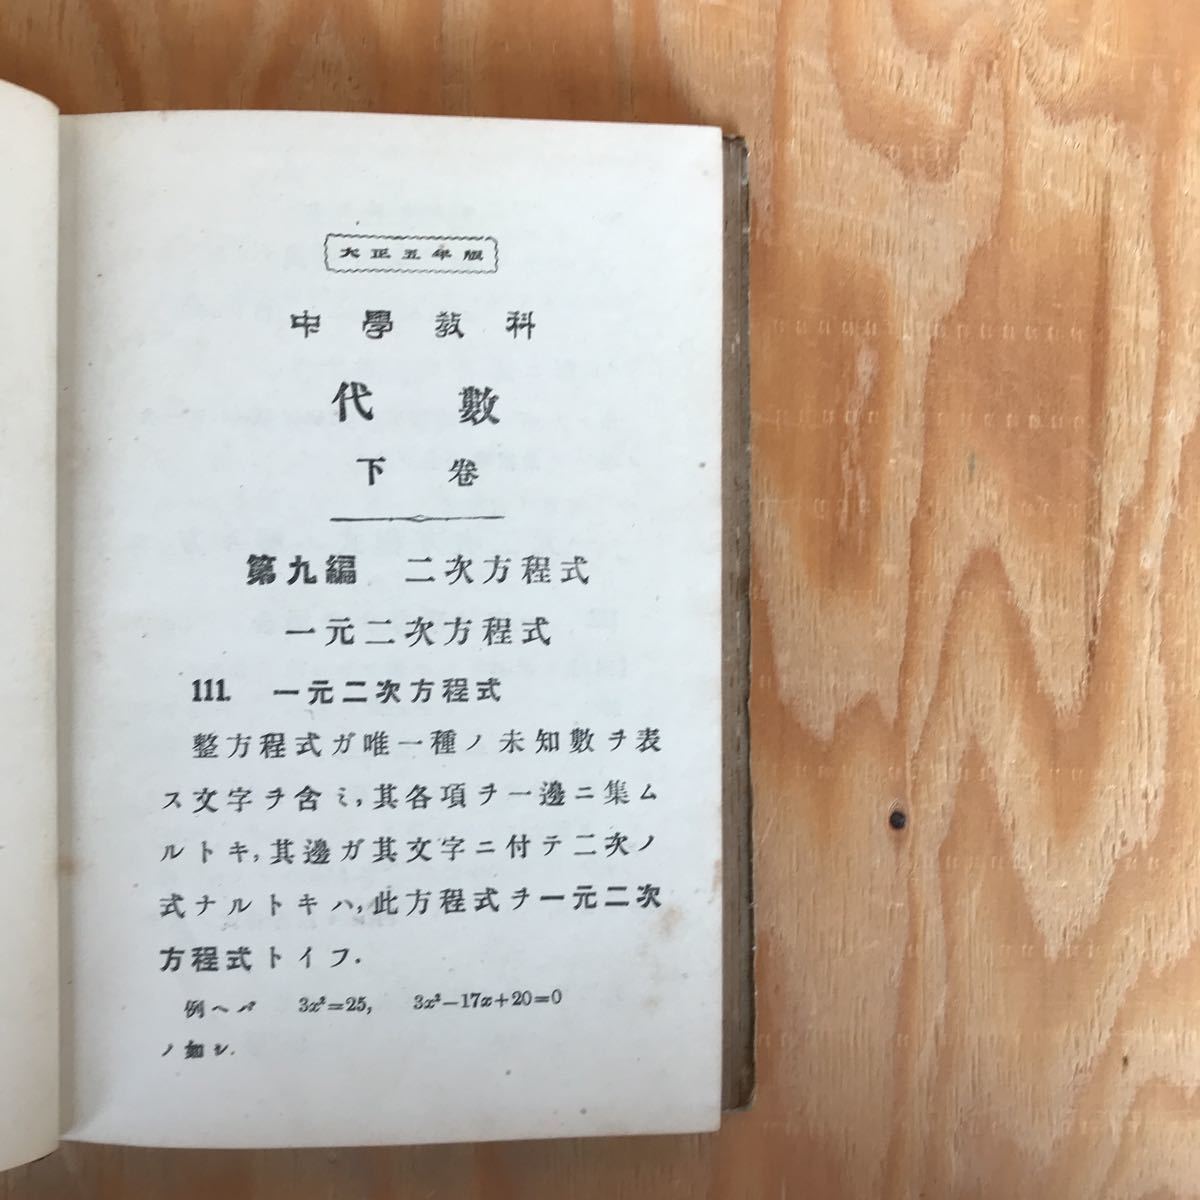 大正五年版
中學教科
代數
下卷
第九編 二次方程式
一元二次方程式
111. 一元二次方程式
整方程式ガ唯一種ノ未知數ヲ表
ス文字ヲ含ミ,其各項ヲ一邊ニ集ム
ルトキ,其邊ガ其文字ニ付テ二次ノ
式ナルトキハ,此方程式ヲ一元二次
方程式トイフ.
例ヘバ 3x²=25, 3x²−17x+20=0
ノ如シ.